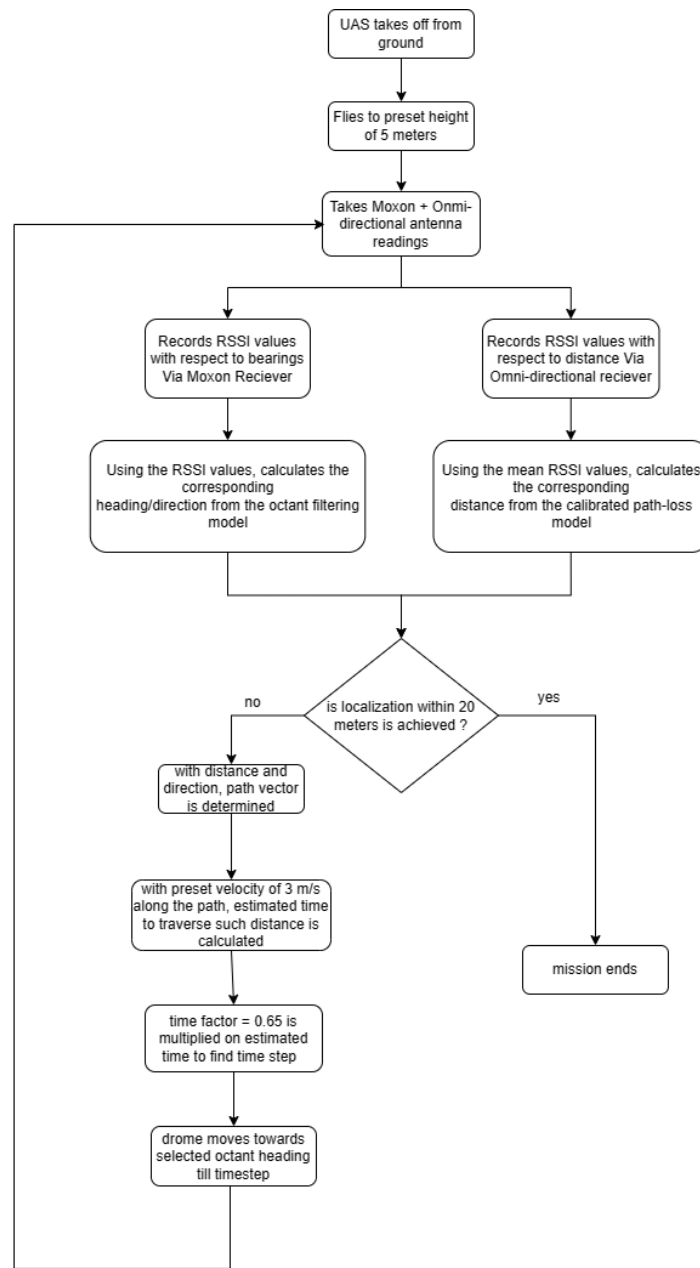 UAS takes off from
ground
Flies to preset height
of 5 meters
Takes Moxon + Onmi-
directional antenna
readings
Records RSSI values
with respect to bearings
Via Moxon Reciever
Records RSSI values with
respect to distance Via
Omni-directional reciever
Using the RSSI values, calculates the
corresponding
heading/direction from the octant filtering
model
Using the mean RSSI values, calculates
the corresponding
distance from the calibrated path-loss
model
is localization within 20
meters is achieved ?
no
yes
with distance and
direction, path vector
is determined
with preset velocity of 3 m/s
along the path, estimated time
to traverse such distance is
calculated
mission ends
time factor = 0.65 is
multiplied on estimated
time to find time step
drome moves towards
selected octant heading
till timestep